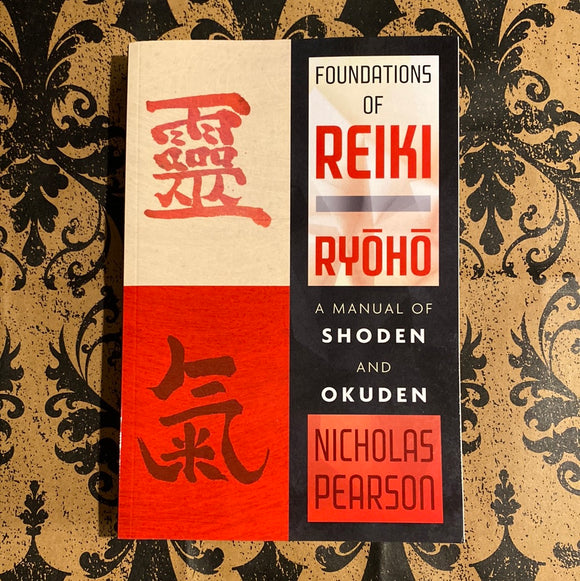 靈
氣
FOUNDATIONS
OF
REIKI
RYŌHŌ
A MANUAL OF
SHODEN
AND
OKUDEN
NICHOLAS
PEARSON